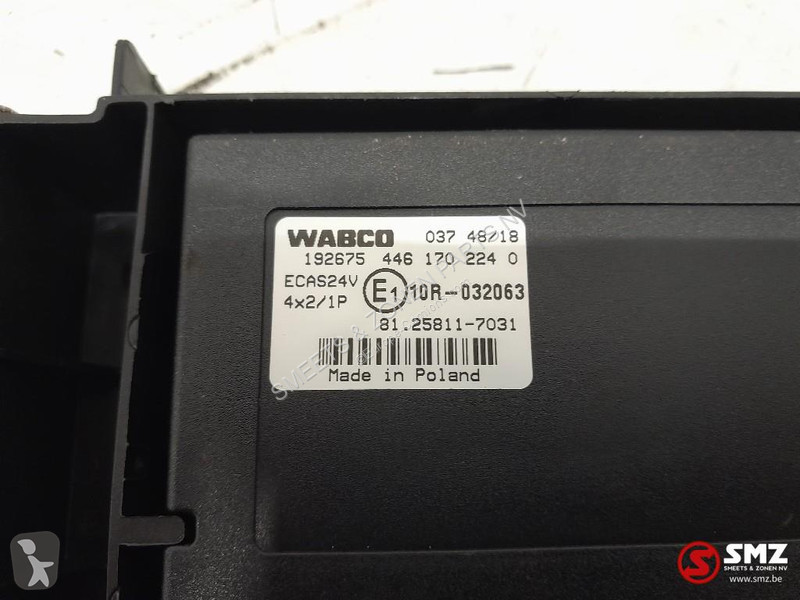 WABCO 037 48/18
192675 446 170 224 0
ECAS24V
4x2/1P
E1 10R-032063
81.25811-7031
Made in Poland
SMEETS & ZONEN PARTS NV
SMZ
SMEETS & ZONEN NV
www.smz.be